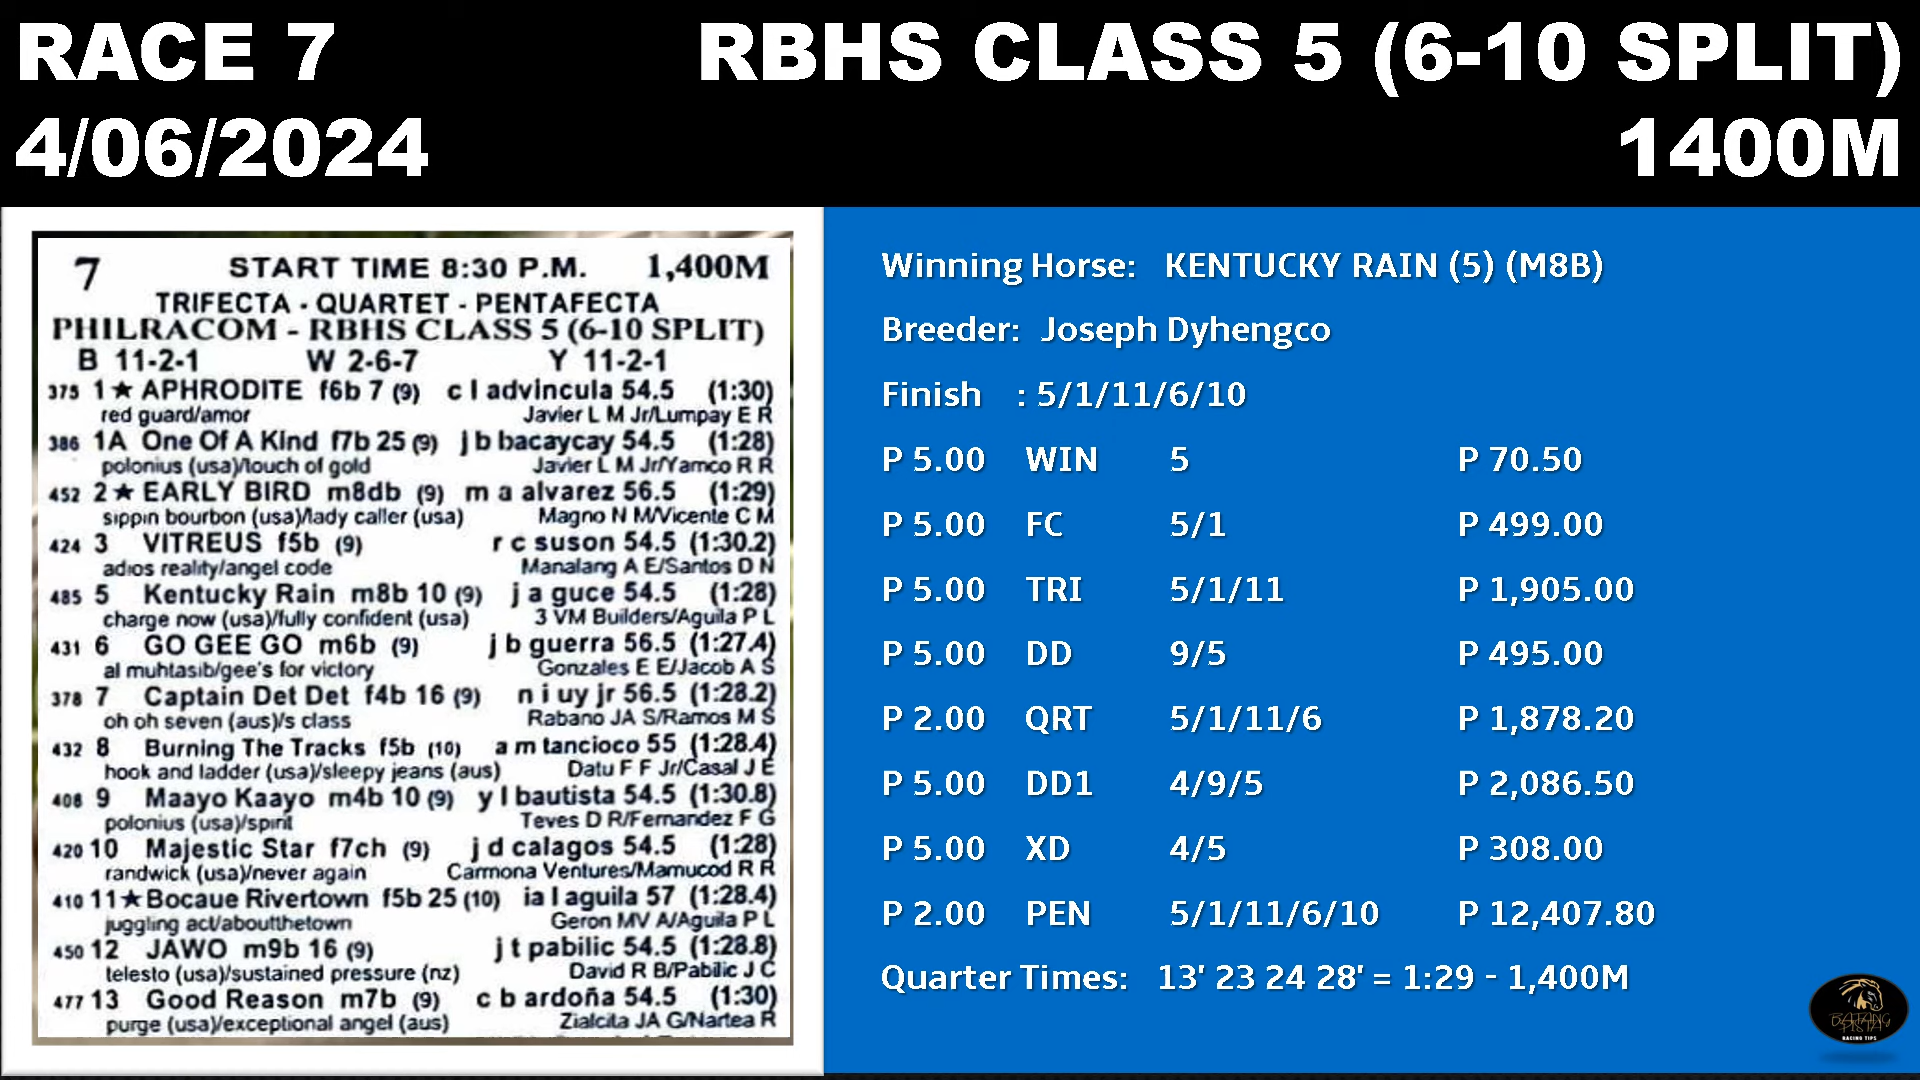 RACE 7
RBHS CLASS 5 (6-10 SPLIT)
4/06/2024
1400M
7 START TIME 8:30 P.M. 1,400M
TRIFECTA - QUARTET - PENTAFECTA
PHILRACOM - RBHS CLASS 5 (6-10 SPLIT)
B 11-2-1 W 2-6-7 Y 11-2-1
375 1★ APHRODITE f6b 7 (9) c l advincula 54.5 (1:30)
red guard/amor Javier L M Jr/Lumpay E R
386 1A One Of A Kind f7b 25 (9) j b bacaycay 54.5 (1:28)
polonius (usa)/touch of gold Javier L M Jr/Yamco R R
452 2★ EARLY BIRD m8db (9) m a alvarez 56.5 (1:29)
sippin bourbon (usa)/lady caller (usa) Magno N M/Vicente C M
424 3 VITREUS f5b (9) r c suson 54.5 (1:30.2)
adios reality/angel code Manalang A E/Santos D N
485 5 Kentucky Rain m8b 10 (9) j a guce 54.5 (1:28)
charge now (usa)/fully confident (usa) 3 VM Builders/Aguila P L
431 6 GO GEE GO m6b (9) j b guerra 56.5 (1:27.4)
al muhtasib/gee's for victory Gonzales E E/Jacob A S
378 7 Captain Det Det f4b 16 (9) n i uy jr 56.5 (1:28.2)
oh oh seven (aus)/s class Rabano JA S/Ramos M S
432 8 Burning The Tracks f5b (10) a m tancioco 55 (1:28.4)
hook and ladder (usa)/sleepy jeans (aus) Datu F F Jr/Casal J E
408 9 Maayo Kaayo m4b 10 (9) y l bautista 54.5 (1:30.8)
polonius (usa)/spirit Teves D R/Fernandez F G
420 10 Majestic Star f7ch (9) j d calagos 54.5 (1:28)
randwick (usa)/never again Carmona Ventures/Mamucod R R
410 11★ Bocaue Rivertown f5b 25 (10) ia l aguila 57 (1:28.4)
juggling act/aboutthetown Geron MV A/Aguila P L
450 12 JAWO m9b 16 (9) j t pabilic 54.5 (1:28.8)
telesto (usa)/sustained pressure (nz) David R B/Pabilic J C
477 13 Good Reason m7b (9) c b ardoña 54.5 (1:30)
purge (usa)/exceptional angel (aus) Zialcita JA G/Nartea R
Winning Horse: KENTUCKY RAIN (5) (M8B)
Breeder: Joseph Dyhengco
Finish : 5/1/11/6/10
P 5.00 WIN 5 P 70.50
P 5.00 FC 5/1 P 499.00
P 5.00 TRI 5/1/11 P 1,905.00
P 5.00 DD 9/5 P 495.00
P 2.00 QRT 5/1/11/6 P 1,878.20
P 5.00 DD1 4/9/5 P 2,086.50
P 5.00 XD 4/5 P 308.00
P 2.00 PEN 5/1/11/6/10 P 12,407.80
Quarter Times: 13' 23 24 28' = 1:29 - 1,400M
BATANG
PISTA
RACING TIPS